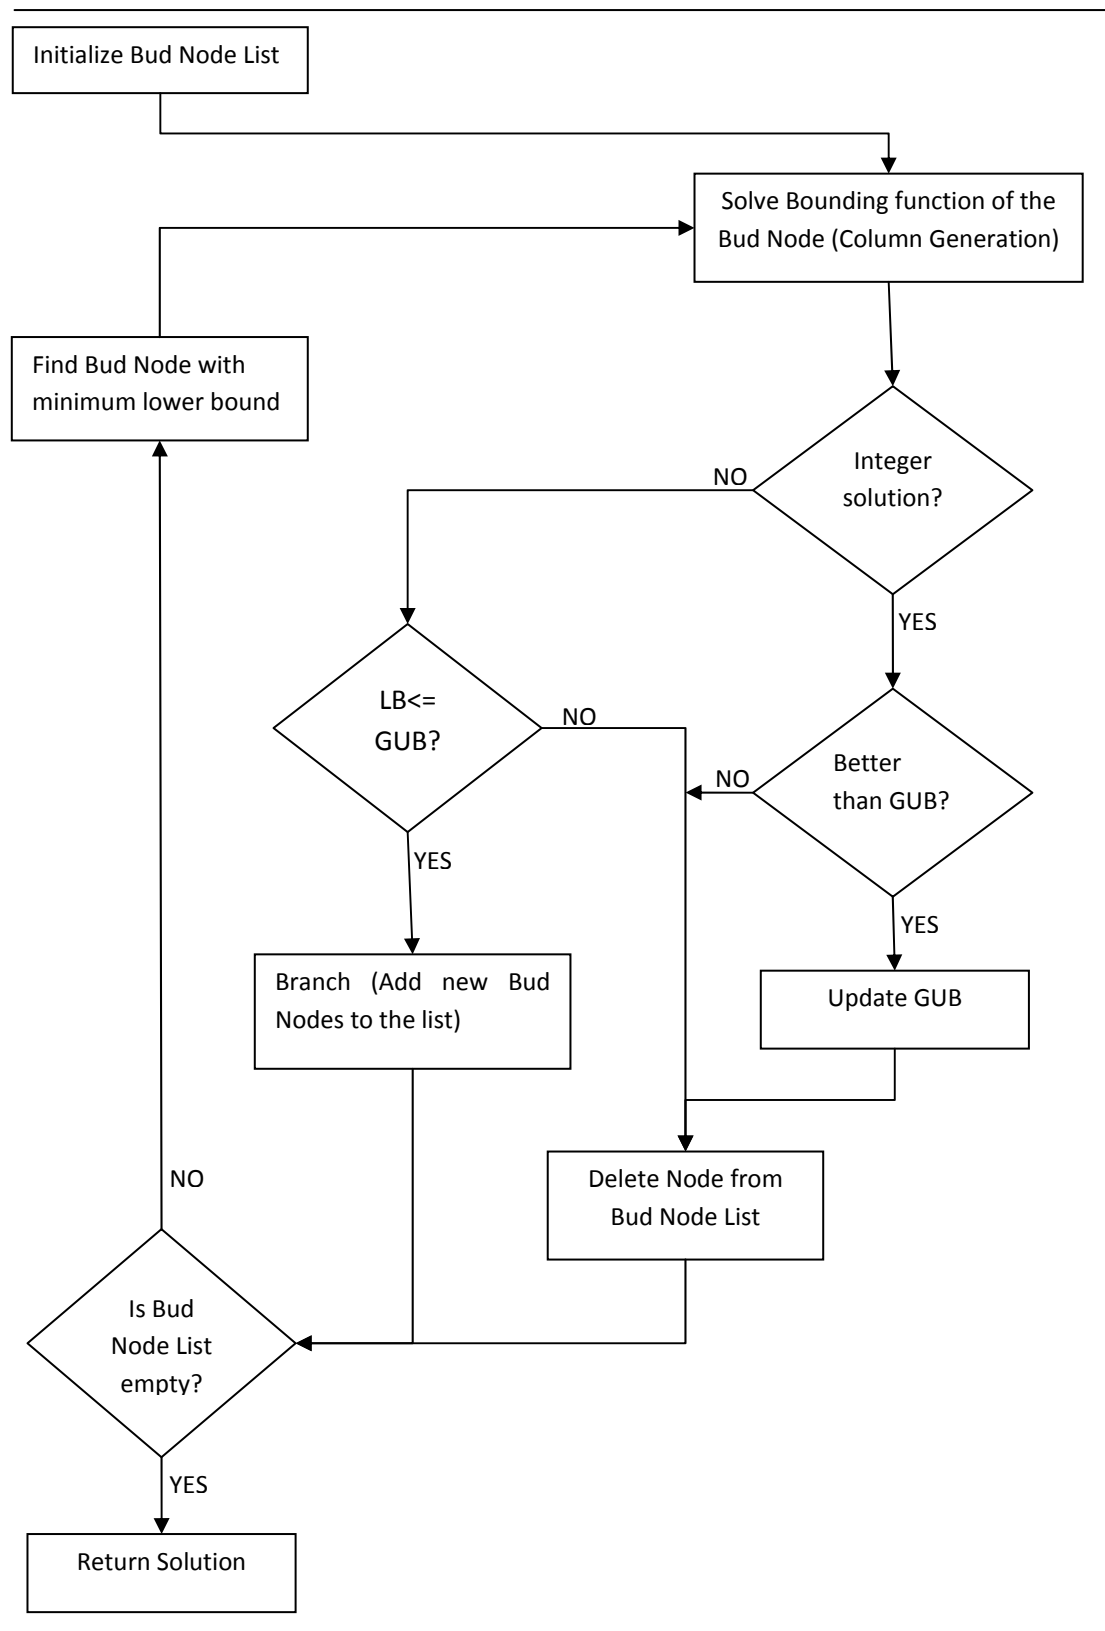 Initialize Bud Node List
Solve Bounding function of the
Bud Node (Column Generation)
Find Bud Node with
minimum lower bound
Integer
solution?
NO
YES
LB<=
GUB?
NO
Better
than GUB?
NO
YES
YES
Branch (Add new Bud
Nodes to the list)
Update GUB
Delete Node from
Bud Node List
NO
Is Bud
Node List
empty?
YES
Return Solution